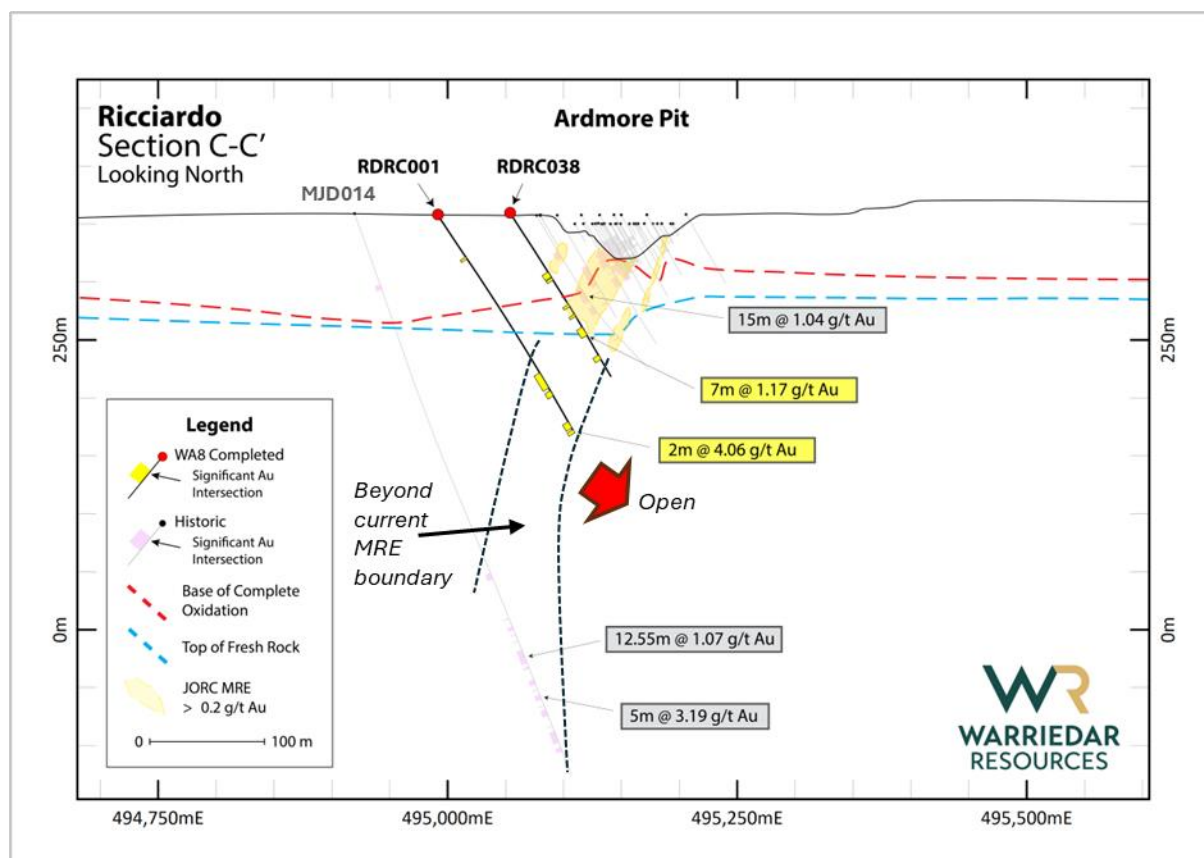 Ricciardo
Section C-C’
Looking North
Ardmore Pit
MJD014
RDRC001
RDRC038
15m @ 1.04 g/t Au
7m @ 1.17 g/t Au
2m @ 4.06 g/t Au
Open
Beyond
current
MRE
boundary
12.55m @ 1.07 g/t Au
5m @ 3.19 g/t Au
250m
0m
250m
0m
Legend
WA8 Completed
Significant Au
Intersection
Historic
Significant Au
Intersection
Base of Complete
Oxidation
Top of Fresh Rock
JORC MRE
> 0.2 g/t Au
0 100 m
WR
WARRIEDAR
RESOURCES
494,750mE
495,000mE
495,250mE
495,500mE